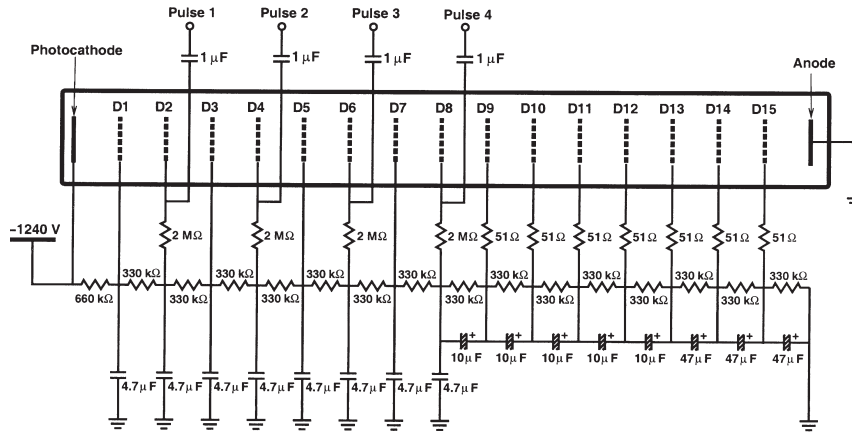 Pulse 1 Pulse 2 Pulse 3 Pulse 4
Photocathode 1 μF 1 μF 1 μF 1 μF Anode
D1 D2 D3 D4 D5 D6 D7 D8 D9 D10 D11 D12 D13 D14 D15
−1240 V 2 MΩ 2 MΩ 2 MΩ 2 MΩ 51Ω 51Ω 51Ω 51Ω 51Ω 51Ω 51Ω
330 kΩ 330 kΩ 330 kΩ 330 kΩ 330 kΩ 330 kΩ 330 kΩ 330 kΩ
660 kΩ 330 kΩ 330 kΩ 330 kΩ 330 kΩ 330 kΩ 330 kΩ 330 kΩ
+ + + + + + + +
10μF 10μF 10μF 10μF 10μF 47μF 47μF 47μF
4.7μF 4.7μF 4.7μF 4.7μF 4.7μF 4.7μF 4.7μF 4.7μF